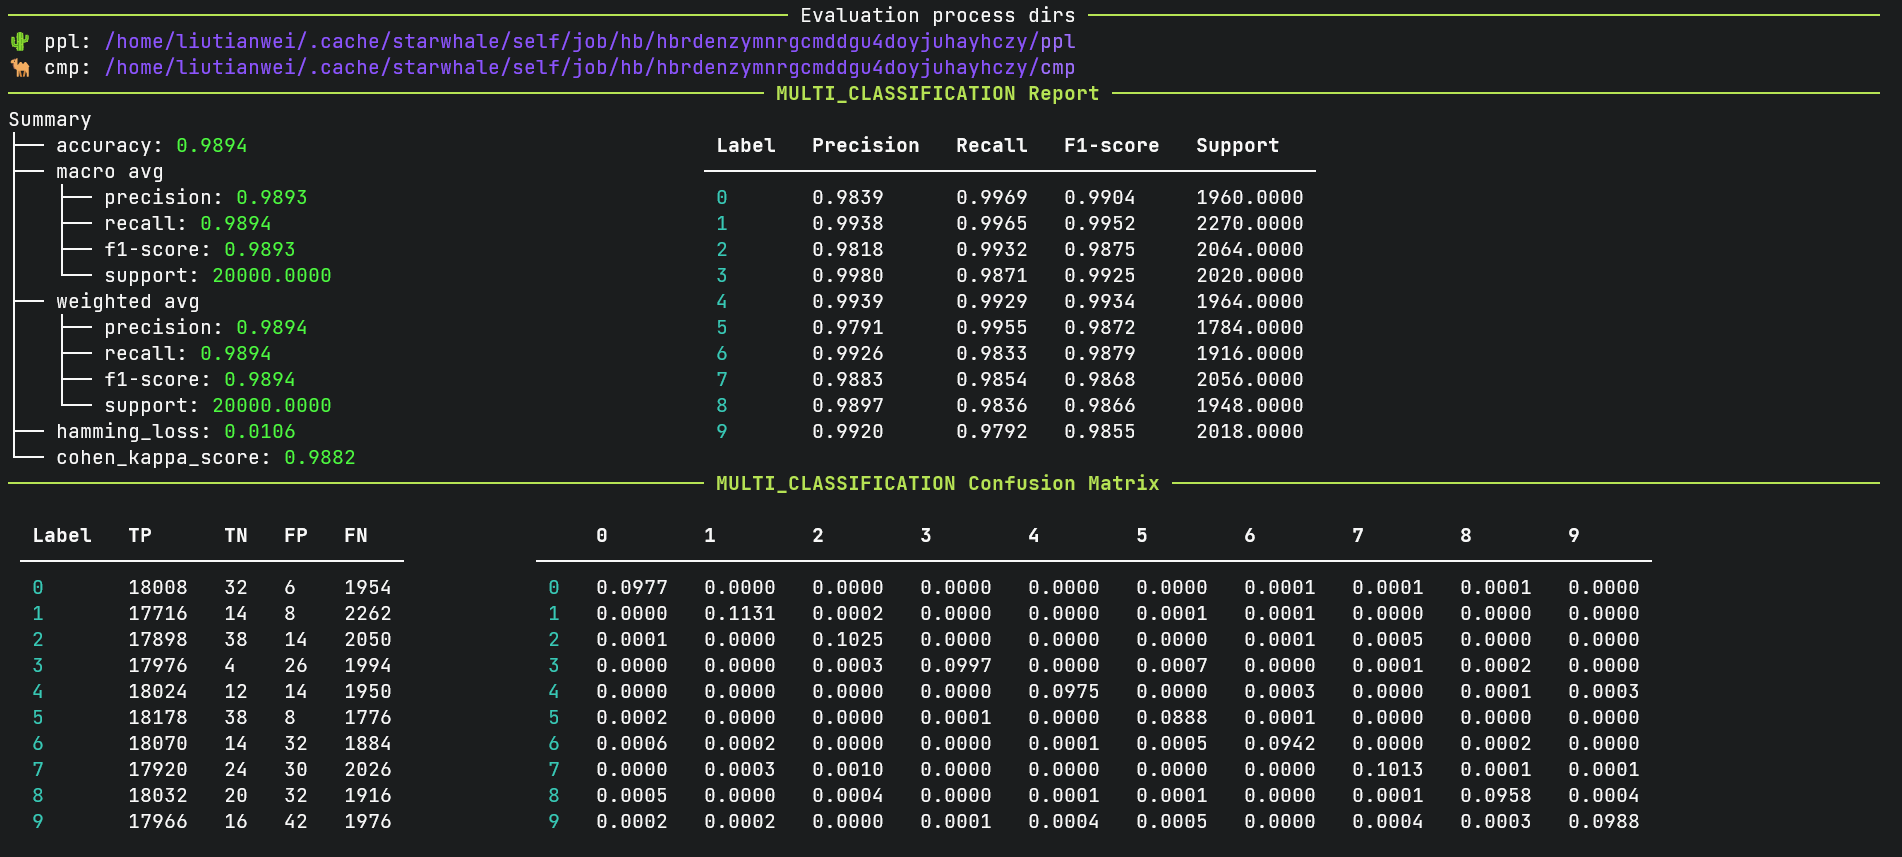 Evaluation process dirs
🌵 ppl: /home/liutianwei/.cache/starwhale/self/job/hb/hbrdenzymnrgcmddgu4doyjuhayhczy/ppl
🐪 cmp: /home/liutianwei/.cache/starwhale/self/job/hb/hbrdenzymnrgcmddgu4doyjuhayhczy/cmp
MULTI_CLASSIFICATION Report
Summary
├── accuracy: 0.9894
├── macro avg
│   ├── precision: 0.9893
│   ├── recall: 0.9894
│   ├── f1-score: 0.9893
│   └── support: 20000.0000
├── weighted avg
│   ├── precision: 0.9894
│   ├── recall: 0.9894
│   ├── f1-score: 0.9894
│   └── support: 20000.0000
├── hamming_loss: 0.0106
└── cohen_kappa_score: 0.9882
Label Precision Recall F1-score Support
0 0.9839 0.9969 0.9904 1960.0000
1 0.9938 0.9965 0.9952 2270.0000
2 0.9818 0.9932 0.9875 2064.0000
3 0.9980 0.9871 0.9925 2020.0000
4 0.9939 0.9929 0.9934 1964.0000
5 0.9791 0.9955 0.9872 1784.0000
6 0.9926 0.9833 0.9879 1916.0000
7 0.9883 0.9854 0.9868 2056.0000
8 0.9897 0.9836 0.9866 1948.0000
9 0.9920 0.9792 0.9855 2018.0000
MULTI_CLASSIFICATION Confusion Matrix
Label TP TN FP FN
0 18008 32 6 1954
1 17716 14 8 2262
2 17898 38 14 2050
3 17976 4 26 1994
4 18024 12 14 1950
5 18178 38 8 1776
6 18070 14 32 1884
7 17920 24 30 2026
8 18032 20 32 1916
9 17966 16 42 1976
0 1 2 3 4 5 6 7 8 9
0 0.0977 0.0000 0.0000 0.0000 0.0000 0.0000 0.0001 0.0001 0.0001 0.0000
1 0.0000 0.1131 0.0002 0.0000 0.0000 0.0001 0.0001 0.0000 0.0000 0.0000
2 0.0001 0.0000 0.1025 0.0000 0.0000 0.0000 0.0001 0.0005 0.0000 0.0000
3 0.0000 0.0000 0.0003 0.0997 0.0000 0.0007 0.0000 0.0001 0.0002 0.0000
4 0.0000 0.0000 0.0000 0.0000 0.0975 0.0000 0.0003 0.0000 0.0001 0.0003
5 0.0002 0.0000 0.0000 0.0001 0.0000 0.0888 0.0001 0.0000 0.0000 0.0000
6 0.0006 0.0002 0.0000 0.0000 0.0001 0.0005 0.0942 0.0000 0.0002 0.0000
7 0.0000 0.0003 0.0010 0.0000 0.0000 0.0000 0.0000 0.1013 0.0001 0.0001
8 0.0005 0.0000 0.0004 0.0000 0.0001 0.0001 0.0000 0.0001 0.0958 0.0004
9 0.0002 0.0002 0.0000 0.0001 0.0004 0.0005 0.0000 0.0004 0.0003 0.0988